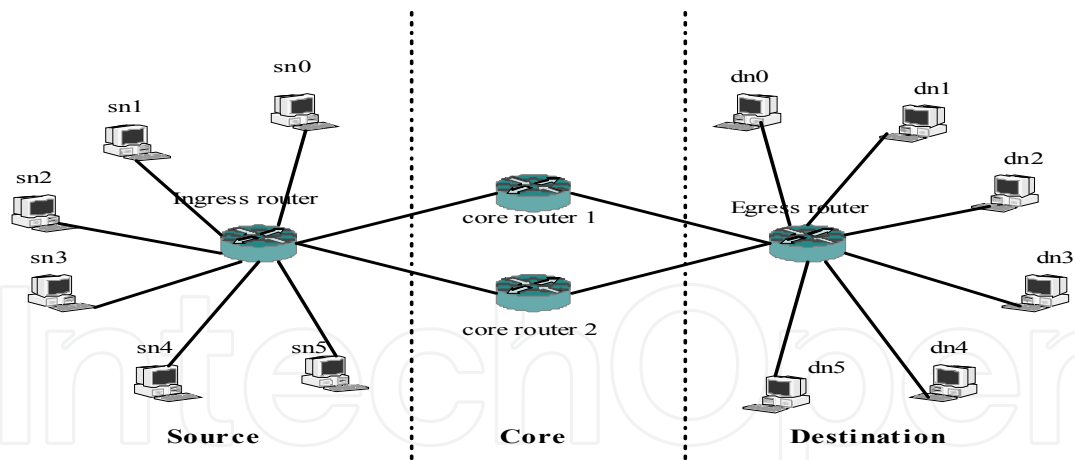 sn0
sn1
sn2
sn3
sn4
sn5
Ingress router
core router 1
core router 2
Egress router
dn0
dn1
dn2
dn3
dn4
dn5
Source
Core
Destination
IntechOpen